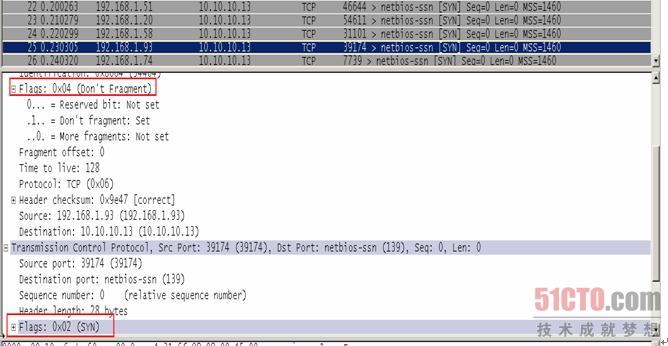 22 0.200263 192.168.1.51 10.10.10.13 TCP 46644 > netbios-ssn [SYN] Seq=0 Len=0 MSS=1460
23 0.210079 192.168.1.20 10.10.10.13 TCP 54611 > netbios-ssn [SYN] Seq=0 Len=0 MSS=1460
24 0.220299 192.168.1.58 10.10.10.13 TCP 31101 > netbios-ssn [SYN] Seq=0 Len=0 MSS=1460
25 0.230305 192.168.1.93 10.10.10.13 TCP 39174 > netbios-ssn [SYN] Seq=0 Len=0 MSS=1460
26 0.240320 192.168.1.74 10.10.10.13 TCP 7739 > netbios-ssn [SYN] Seq=0 Len=0 MSS=1460
Flags: 0x04 (Don't Fragment)
0... = Reserved bit: Not set
.1.. = Don't fragment: Set
..0. = More fragments: Not set
Fragment offset: 0
Time to live: 128
Protocol: TCP (0x06)
Header checksum: 0x9e47 [correct]
Source: 192.168.1.93 (192.168.1.93)
Destination: 10.10.10.13 (10.10.10.13)
Transmission Control Protocol, Src Port: 39174 (39174), Dst Port: netbios-ssn (139), Seq: 0, Len: 0
Source port: 39174 (39174)
Destination port: netbios-ssn (139)
Sequence number: 0 (relative sequence number)
Header length: 28 bytes
Flags: 0x02 (SYN)
51CTO.com
技术成就梦想